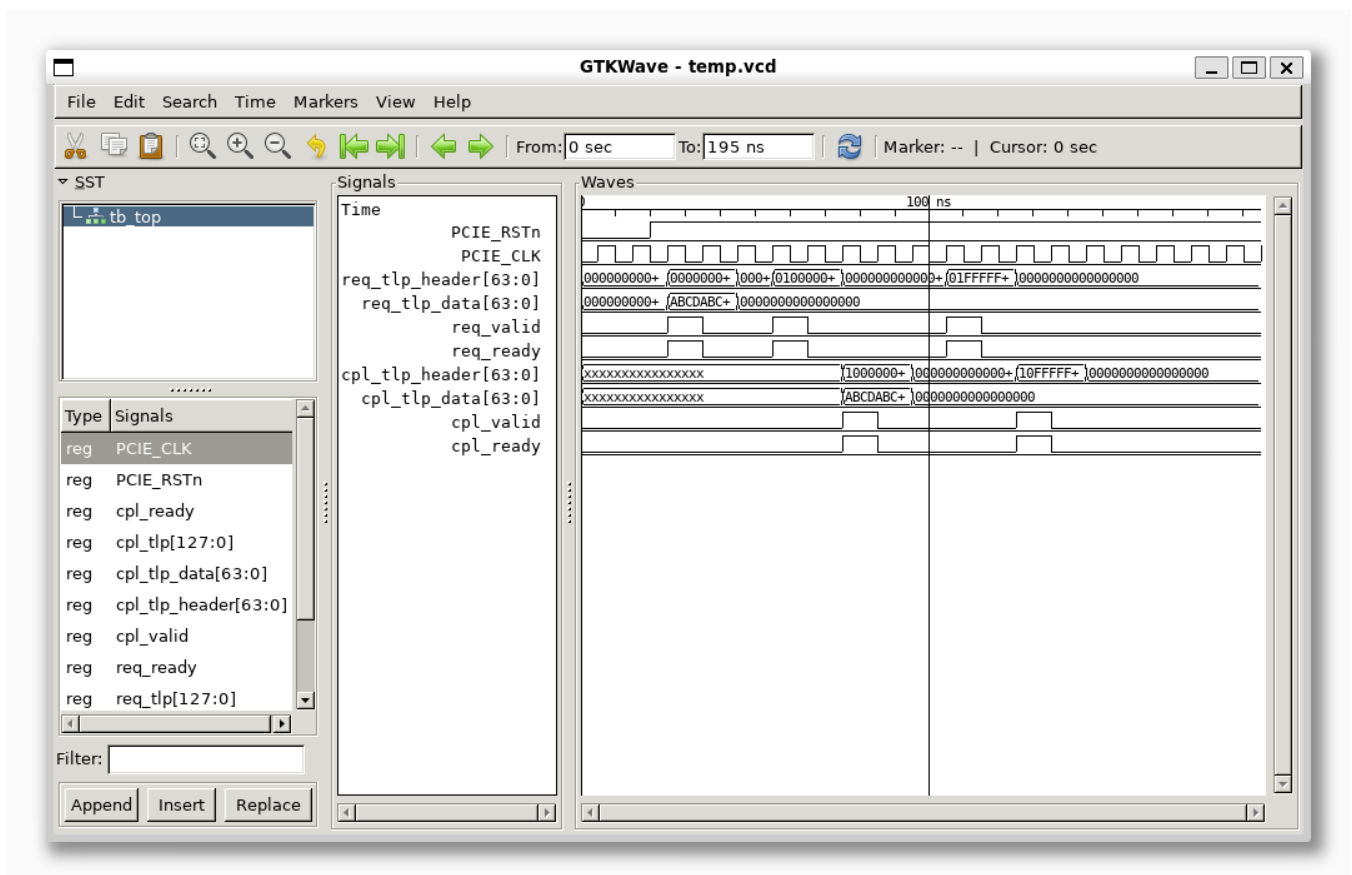 GTKWave - temp.vcd
File Edit Search Time Markers View Help
From: 0 sec To: 195 ns Marker: -- | Cursor: 0 sec
SST
tb_top
Type Signals
reg PCIE_CLK
reg PCIE_RSTn
reg cpl_ready
reg cpl_tlp[127:0]
reg cpl_tlp_data[63:0]
reg cpl_tlp_header[63:0]
reg cpl_valid
reg req_ready
reg req_tlp[127:0]
Filter:
Append Insert Replace
Signals
Time
PCIE_RSTn
PCIE_CLK
req_tlp_header[63:0]
req_tlp_data[63:0]
req_valid
req_ready
cpl_tlp_header[63:0]
cpl_tlp_data[63:0]
cpl_valid
cpl_ready
Waves
100 ns
000000000+ 0000000+ 000+ 0100000+ 000000000000+ 01FFFFF+ 0000000000000000
000000000+ ABCDABC+ 0000000000000000
xxxxxxxxxxxxxxxx 1000000+ 000000000000+ 10FFFFF+ 0000000000000000
xxxxxxxxxxxxxxxx ABCDABC+ 0000000000000000